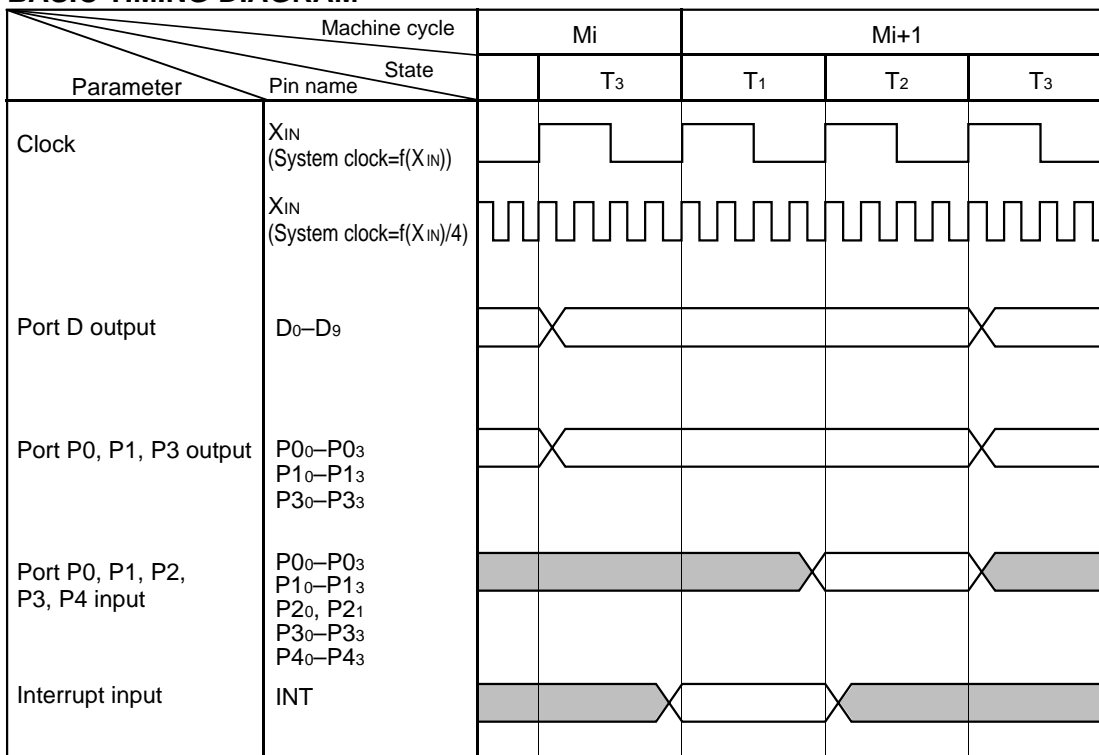 BASIC TIMING DIAGRAM
Machine cycle
Mi
Mi+1
State
Parameter
Pin name
T3
T1
T2
T3
Clock
XIN
(System clock=f(XIN))
XIN
(System clock=f(XIN)/4)
Port D output
D0–D9
Port P0, P1, P3 output
P00–P03
P10–P13
P30–P33
Port P0, P1, P2,
P3, P4 input
P00–P03
P10–P13
P20, P21
P30–P33
P40–P43
Interrupt input
INT